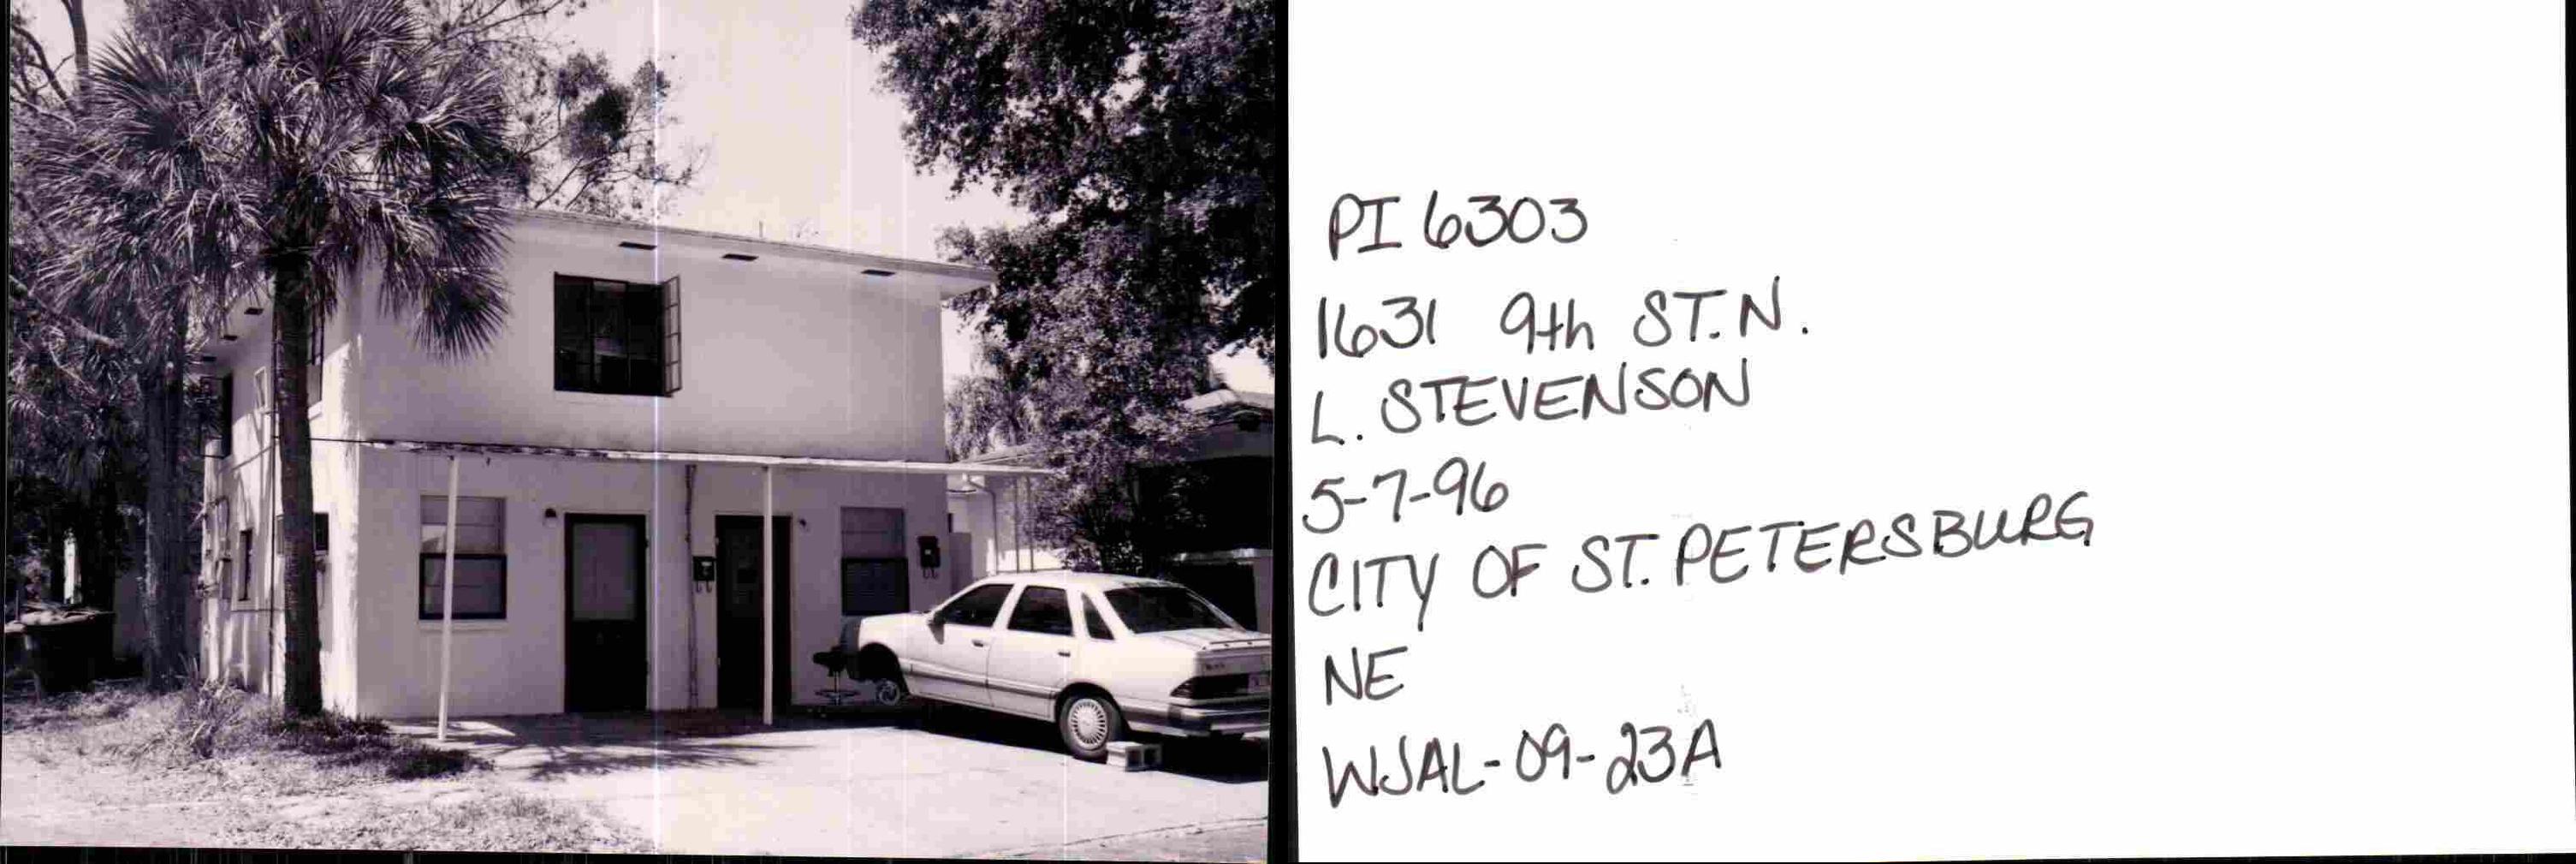 PI 6303
1631 9th ST. N.
L. STEVENSON
5-7-96
CITY OF ST. PETERSBURG
NE
WJAL-09-23A